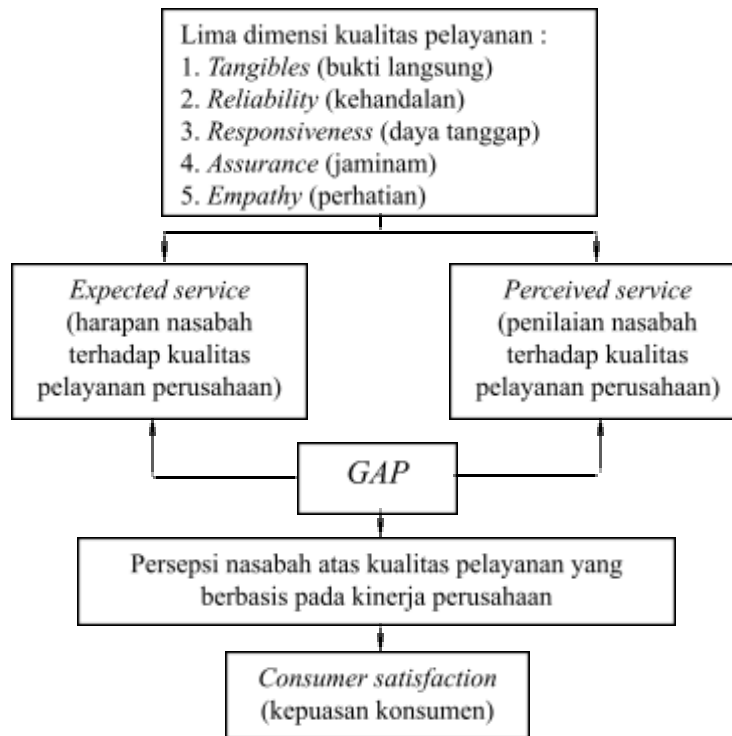 Lima dimensi kualitas pelayanan :
1. Tangibles (bukti langsung)
2. Reliability (kehandalan)
3. Responsiveness (daya tanggap)
4. Assurance (jaminam)
5. Empathy (perhatian)
Expected service
(harapan nasabah
terhadap kualitas
pelayanan perusahaan)
Perceived service
(penilaian nasabah
terhadap kualitas
pelayanan perusahaan)
GAP
Persepsi nasabah atas kualitas pelayanan yang
berbasis pada kinerja perusahaan
Consumer satisfaction
(kepuasan konsumen)